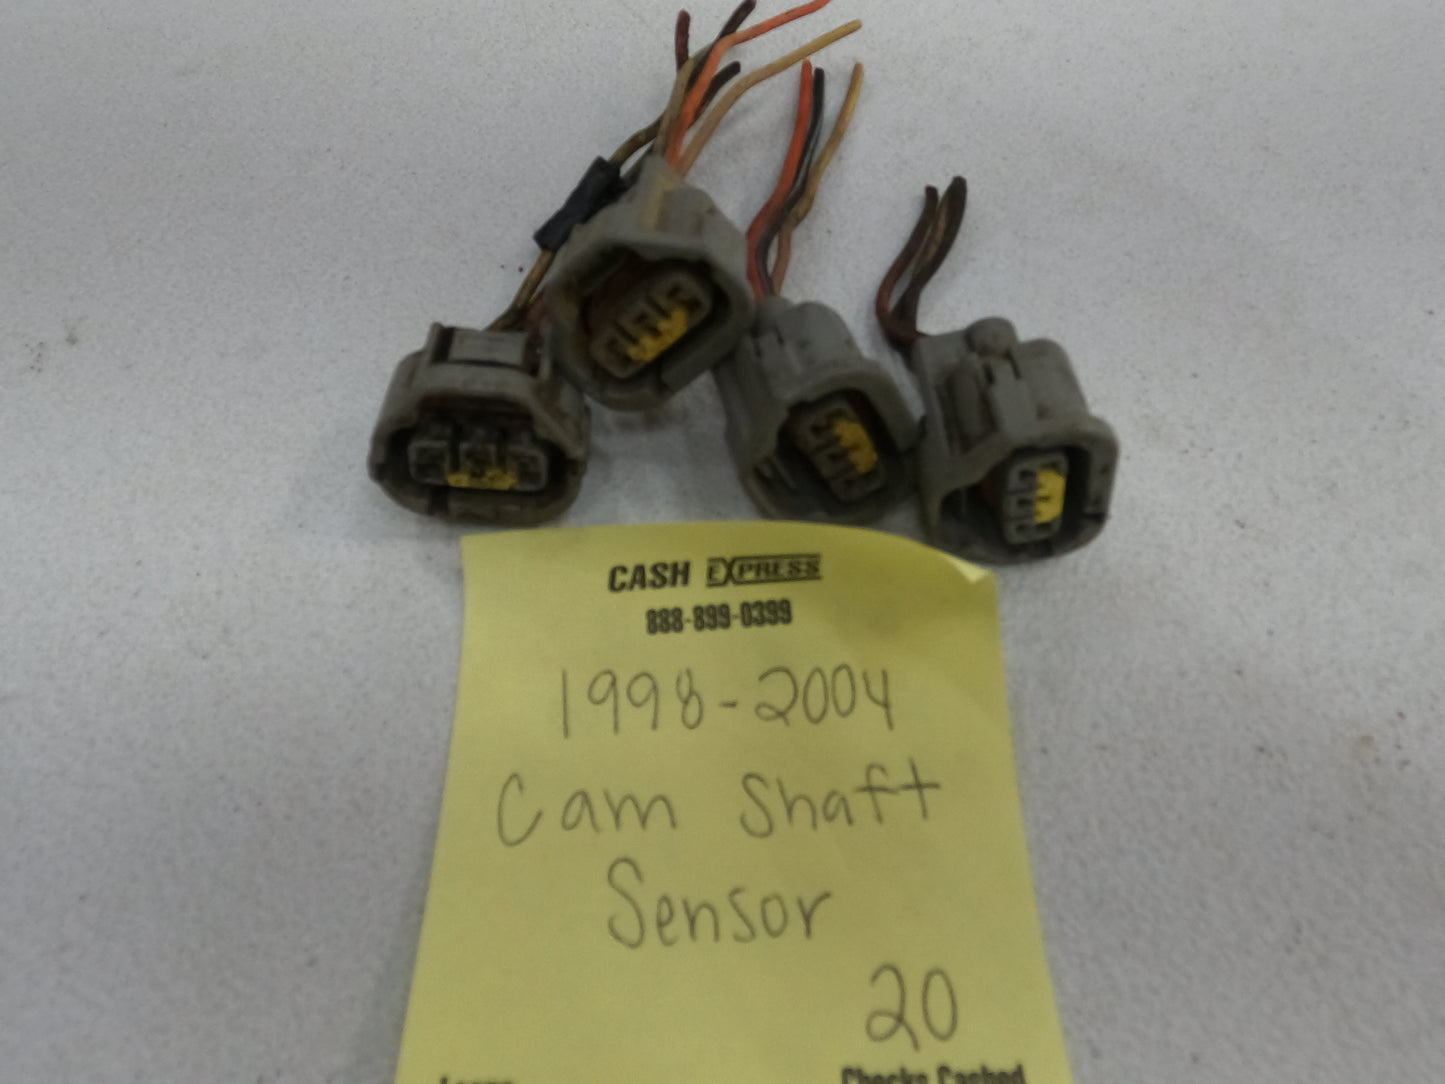 CASH EXPRESS
888-899-0399
1998-2004
Cam Shaft
Sensor
20
Checks Cashed